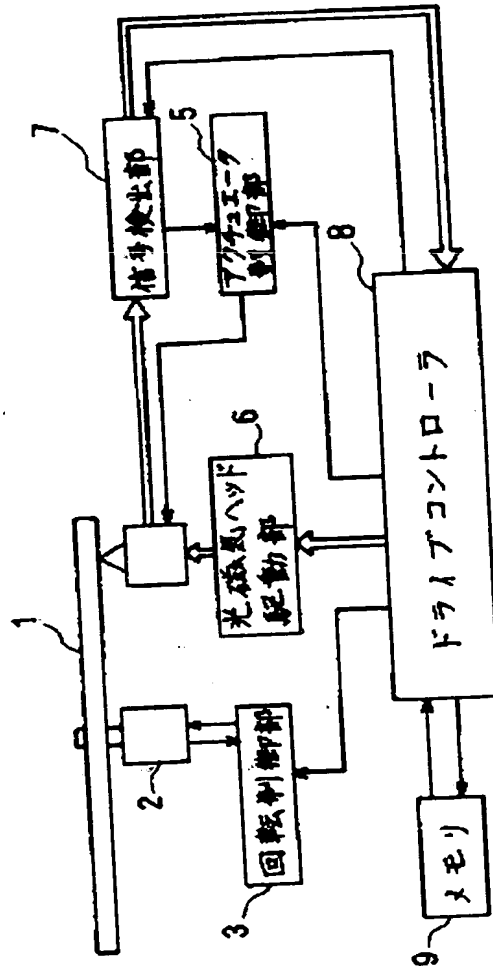 1
2
3
回転制御部
光磁気ヘッド
駆動部
6
7
信号検出部
5
アクチュエータ
制御部
8
ドライブコントローラ
メモリ
9